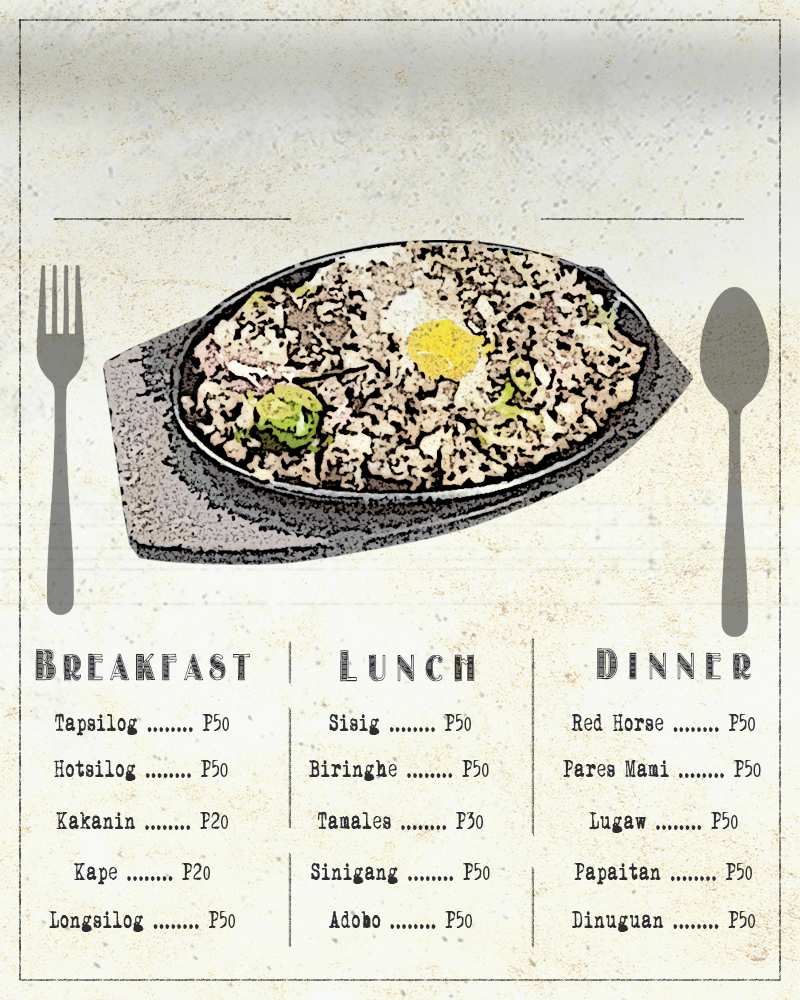 Breakfast
Tapsilog ........ P50
Hotsilog ........ P50
Kakanin ........ P20
Kape ........ P20
Longsilog ........ P50
Lunch
Sisig ........ P50
Biringhe ........ P50
Tamales ........ P30
Sinigang ........ P50
Adobo ........ P50
Dinner
Red Horse ........ P50
Pares Mami ........ P50
Lugaw ........ P50
Papaitan ........ P50
Dinuguan ........ P50